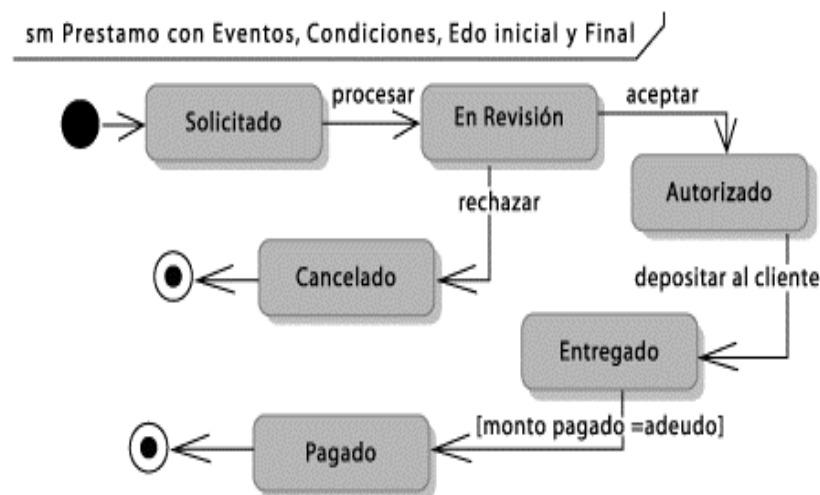 sm Prestamo con Eventos, Condiciones, Edo inicial y Final
Solicitado
procesar
En Revisión
aceptar
Autorizado
rechazar
Cancelado
depositar al cliente
Entregado
[monto pagado =adeudo]
Pagado